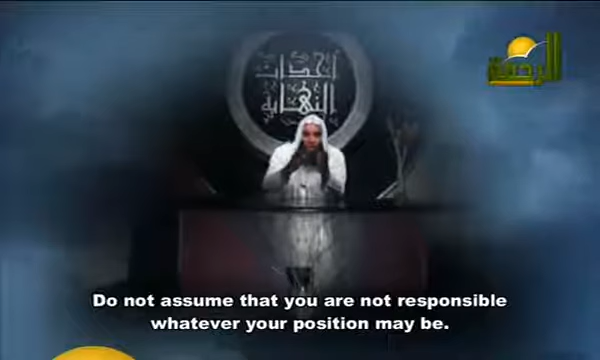 أحداث
النهاية
الرحمة
Do not assume that you are not responsible
whatever your position may be.